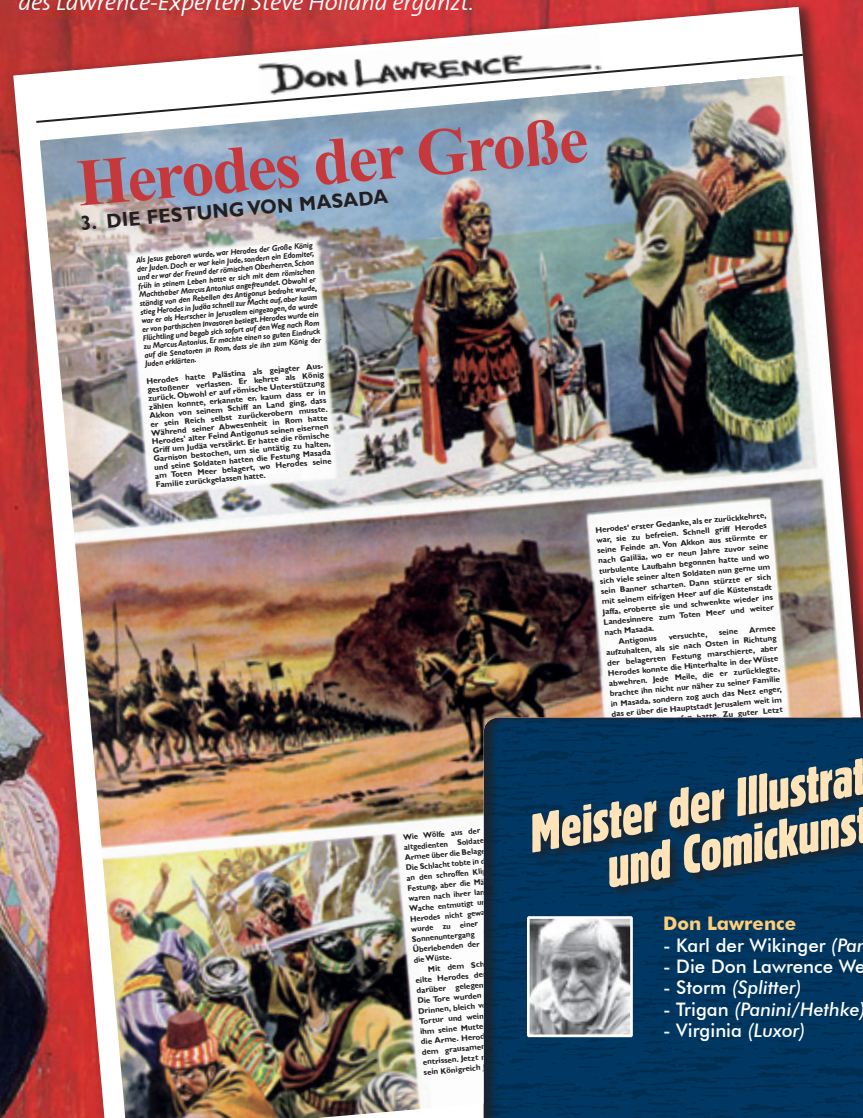 des Lawrence-Experten Steve Holland ergänzt.
DON LAWRENCE
Herodes der Große
3. DIE FESTUNG VON MASADA
Als Jesus geboren wurde, war Herodes der Große König
der Juden. Doch er war kein Jude, sondern ein Edomiter,
und er war der Freund der römischen Oberherren. Schon
früh in seinem Leben hatte er sich mit dem römischen
Machthaber Marcus Antonius angefreundet. Obwohl er
ständig von den Rebellen des Antigonus bedroht wurde,
stieg Herodes in Judäa schnell zur Macht auf, aber kaum
war er als Herrscher in Jerusalem eingezogen, da wurde
er von parthischen Invasoren besiegt. Herodes wurde ein
Flüchtling und begab sich sofort auf den Weg nach Rom
zu Marcus Antonius. Er machte einen so guten Eindruck
auf die Senatoren in Rom, dass sie ihn zum König der
Juden erklärten.
Herodes hatte Palästina als gejagter Aus-
gestoßener verlassen. Er kehrte als König
zurück. Obwohl er auf römische Unterstützung
zählen konnte, erkannte er, kaum dass er in
Akkon von seinem Schiff an Land ging, dass
er sein Reich selbst zurückerobern musste.
Während seiner Abwesenheit in Rom hatte
Herodes' alter Feind Antigonus seinen eisernen
Griff um Judäa verstärkt. Er hatte die römische
Garnison bestochen, um sie untätig zu halten,
und seine Soldaten hatten die Festung Masada
am Toten Meer belagert, wo Herodes seine
Familie zurückgelassen hatte.
Herodes' erster Gedanke, als er zurückkehrte,
war, sie zu befreien. Schnell griff Herodes
seine Feinde an. Von Akkon aus stürmte er
nach Galiläa, wo er neun Jahre zuvor seine
turbulente Laufbahn begonnen hatte und wo
sich viele seiner alten Soldaten nun gerne um
sein Banner scharten. Dann stürzte er sich
mit seinem eifrigen Heer auf die Küstenstadt
Jaffa, eroberte sie und schwenkte wieder ins
Landesinnere zum Toten Meer und weiter
nach Masada.
Antigonus versuchte, seine Armee
aufzuhalten, als sie nach Osten in Richtung
der belagerten Festung marschierte, aber
Herodes konnte die Hinterhalte in der Wüste
abwehren. Jede Meile, die er zurücklegte,
brachte ihn nicht nur näher zu seiner Familie
in Masada, sondern zog auch das Netz enger,
das er über die Hauptstadt Jerusalem weit im
hatte. Zu guter Letzt
Wie Wölfe aus der
altgedienten Soldate
Armee über die Belage
Die Schlacht tobte in d
an den schroffen Kli
Festung, aber die Mä
waren nach ihrer lan
Wache entmutigt u
Herodes nicht gewa
wurde zu einer
Sonnenuntergang
Überlebenden der
die Wüste.
Mit dem Sch
eilte Herodes de
darüber gelegen
Die Tore wurden
Drinnen, bleich w
Tortur und wein
ihm seine Mutte
die Arme. Herod
dem grausamen
entrissen. Jetzt
sein Königreich
Meister der Illustrat
und Comickunst
Don Lawrence
- Karl der Wikinger (Pan
- Die Don Lawrence We
- Storm (Splitter)
- Trigan (Panini/Hethke)
- Virginia (Luxor)